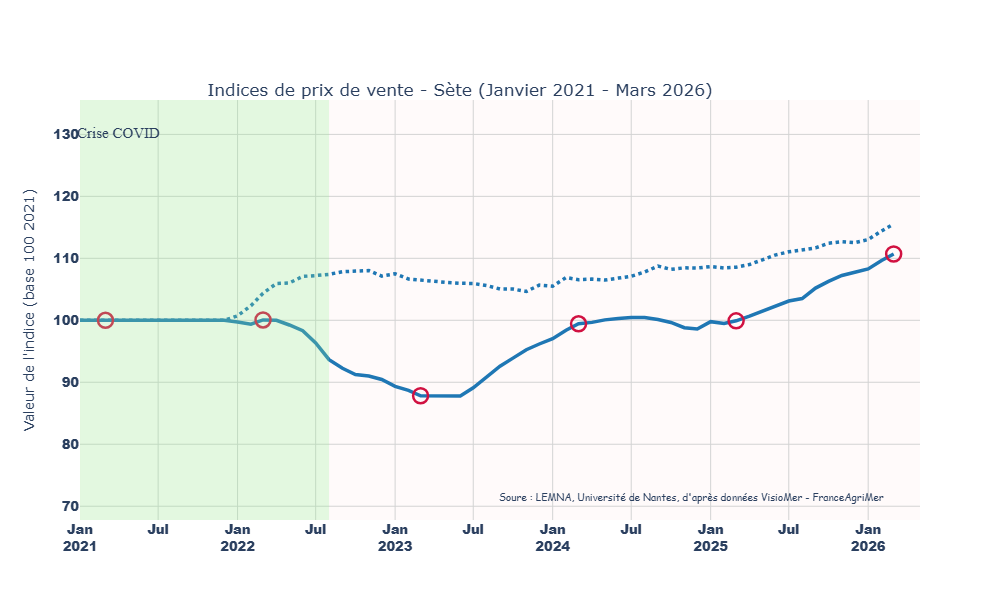 Indices de prix de vente - Sète (Janvier 2021 - Mars 2026)
Valeur de l'indice (base 100 2021)
130
Crise COVID
120
110
100
90
80
70
Soure : LEMNA, Université de Nantes, d'après données VisioMer - FranceAgriMer
Jan Jul Jan Jul Jan Jul Jan Jul Jan Jul Jan
2021 2022 2023 2024 2025 2026